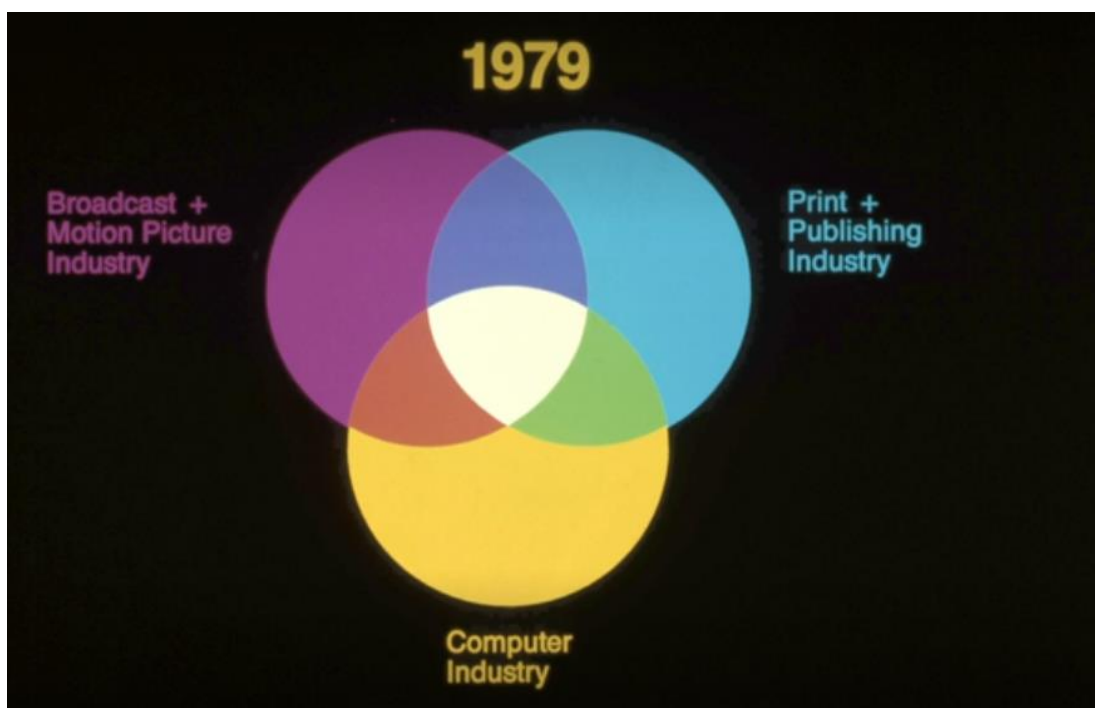 1979
Broadcast +
Motion Picture
Industry
Print +
Publishing
Industry
Computer
Industry